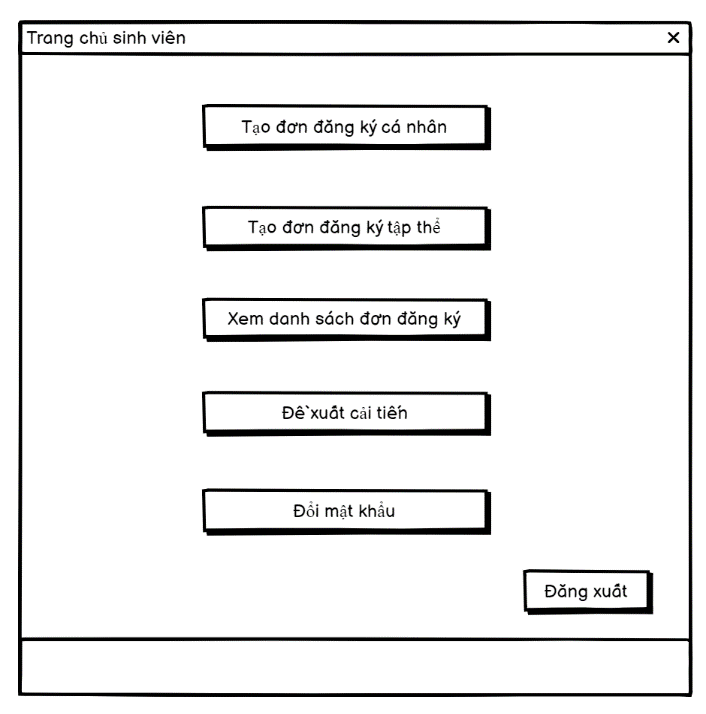 Trang chủ sinh viên
Tạo đơn đăng ký cá nhân
Tạo đơn đăng ký tập thể
Xem danh sách đơn đăng ký
Đề xuất cải tiến
Đổi mật khẩu
Đăng xuất